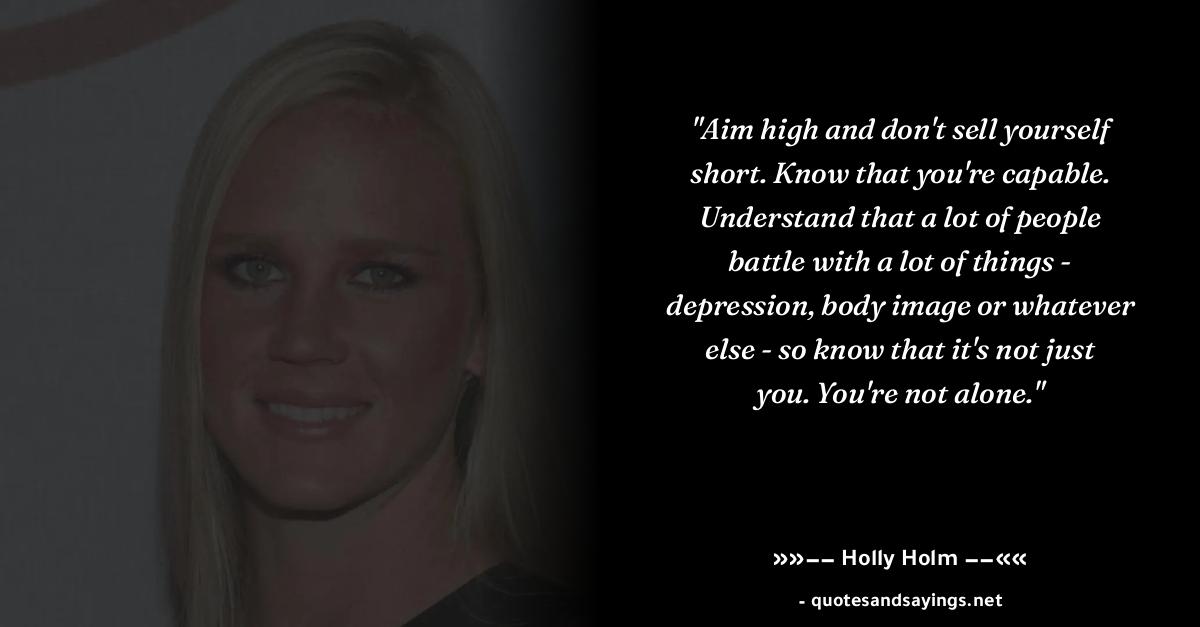 "Aim high and don't sell yourself
short. Know that you're capable.
Understand that a lot of people
battle with a lot of things -
depression, body image or whatever
else - so know that it's not just
you. You're not alone."
»»–– Holly Holm ––««
- quotesandsayings.net